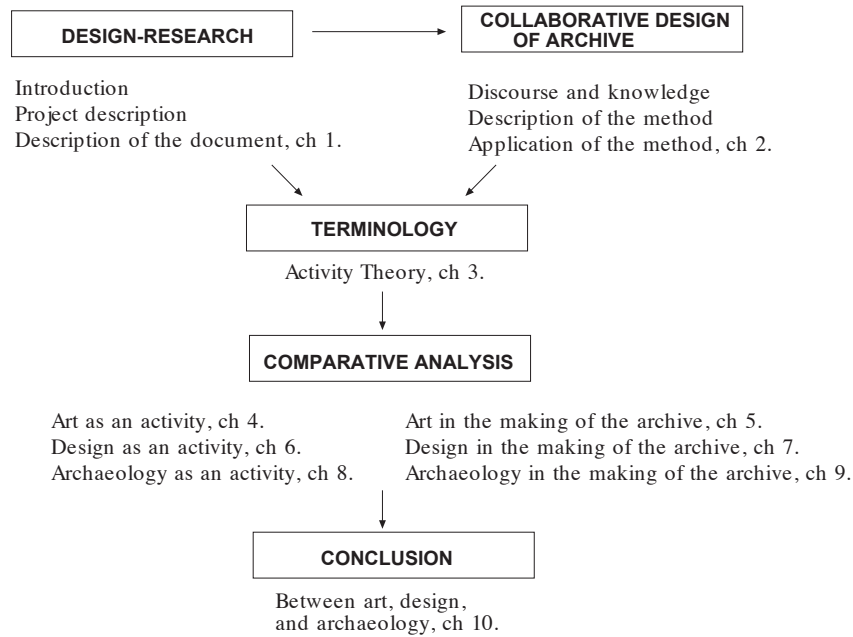 DESIGN-RESEARCH
COLLABORATIVE DESIGN
OF ARCHIVE
Introduction
Project description
Description of the document, ch 1.
Discourse and knowledge
Description of the method
Application of the method, ch 2.
TERMINOLOGY
Activity Theory, ch 3.
COMPARATIVE ANALYSIS
Art as an activity, ch 4.
Design as an activity, ch 6.
Archaeology as an activity, ch 8.
Art in the making of the archive, ch 5.
Design in the making of the archive, ch 7.
Archaeology in the making of the archive, ch 9.
CONCLUSION
Between art, design,
and archaeology, ch 10.